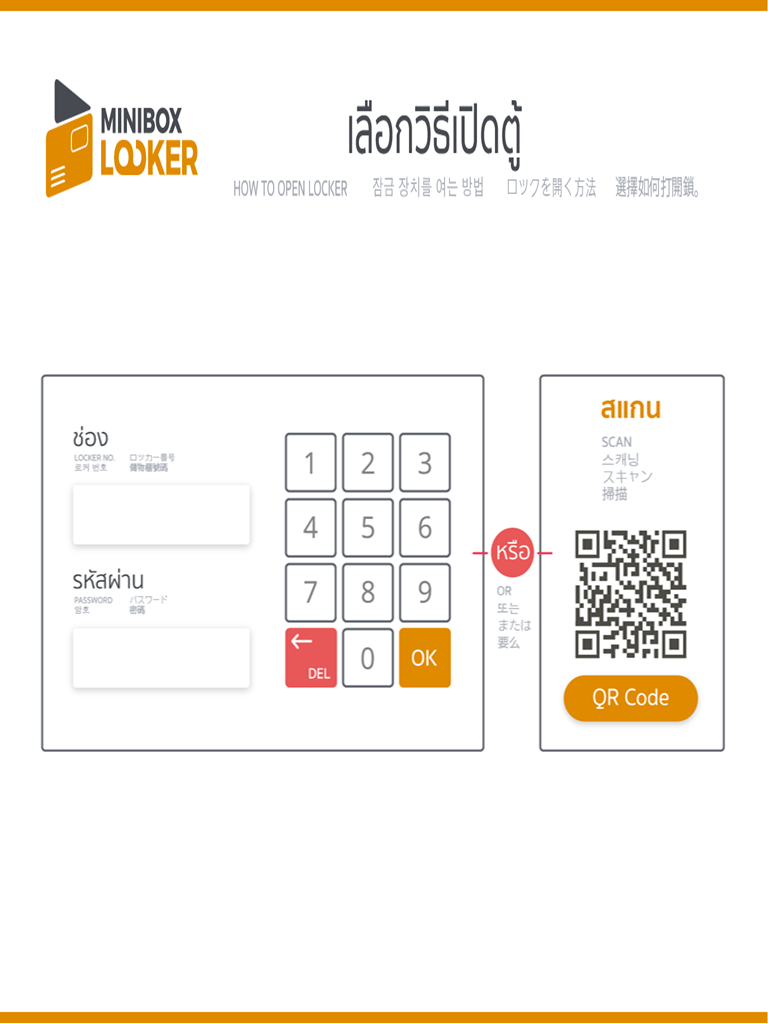 MINIBOX
LOCKER
เลือกวิธีเปิดตู้
HOW TO OPEN LOCKER 잠금 장치를 여는 방법 ロックを開く方法 選擇如何打開鎖。
ช่อง
LOCKER NO. ロッカー番号
로커 번호 儲物櫃號碼
รหัสผ่าน
PASSWORD パスワード
암호 密碼
1 2 3
4 5 6
7 8 9
← DEL 0 OK
หรือ
OR
또는
または
要么
สแกน
SCAN
스캐닝
スキャン
掃描
QR Code